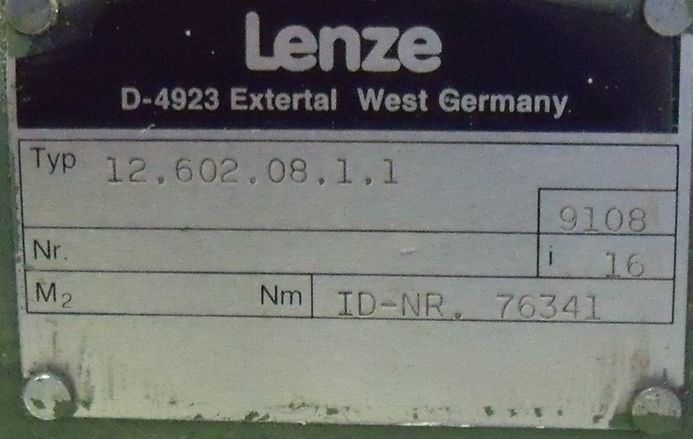 Lenze
D-4923 Extertal West Germany
Typ 12.602.08.1.1
9108
Nr. i 16
M₂ Nm ID-NR. 76341